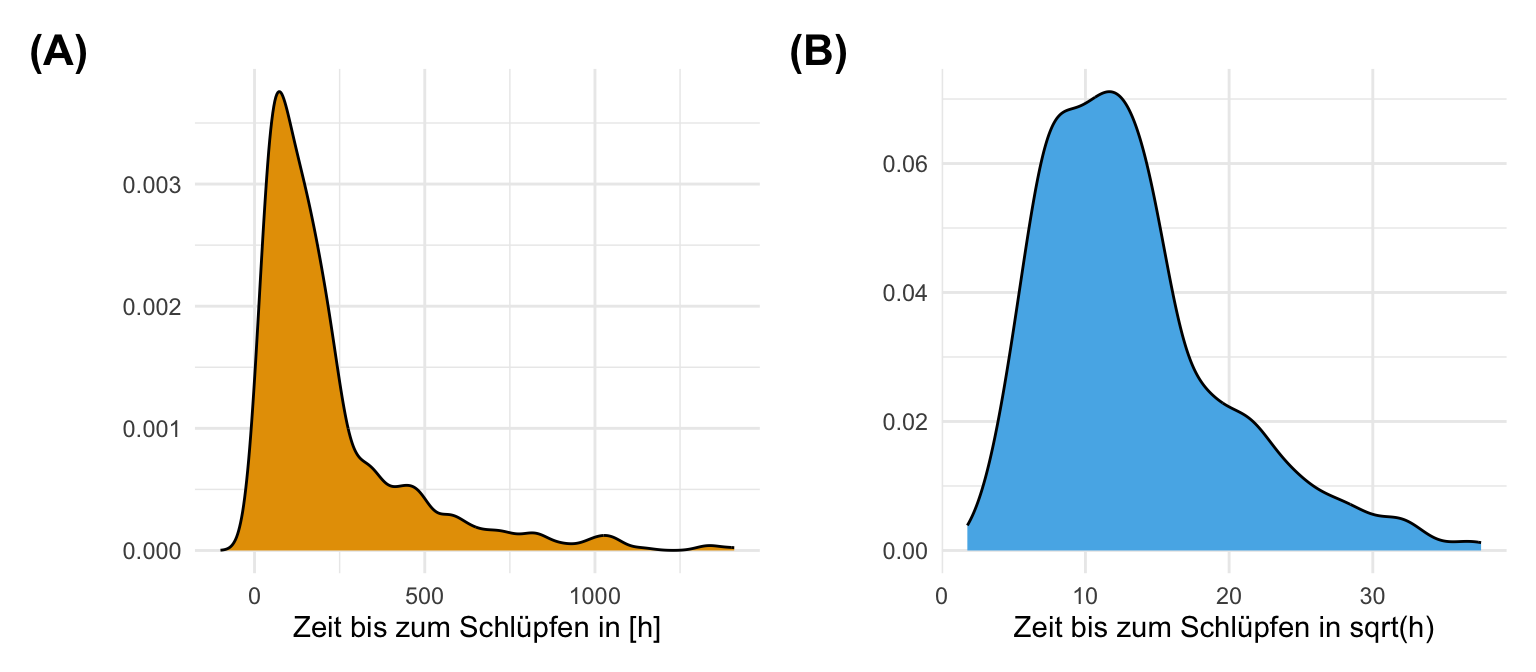 (A)
0.003
0.002
0.001
0.000
0 500 1000
Zeit bis zum Schlüpfen in [h]
(B)
0.06
0.04
0.02
0.00
0 10 20 30
Zeit bis zum Schlüpfen in sqrt(h)